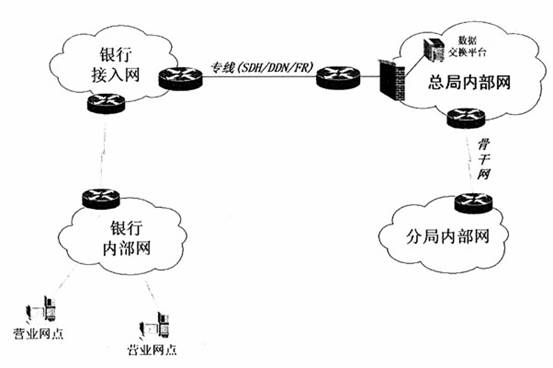 银行
接入网
专线(SDH/DDN/FR)
数据
交换平台
总局内部网
骨干网
银行
内部网
分局内部网
营业网点
营业网点